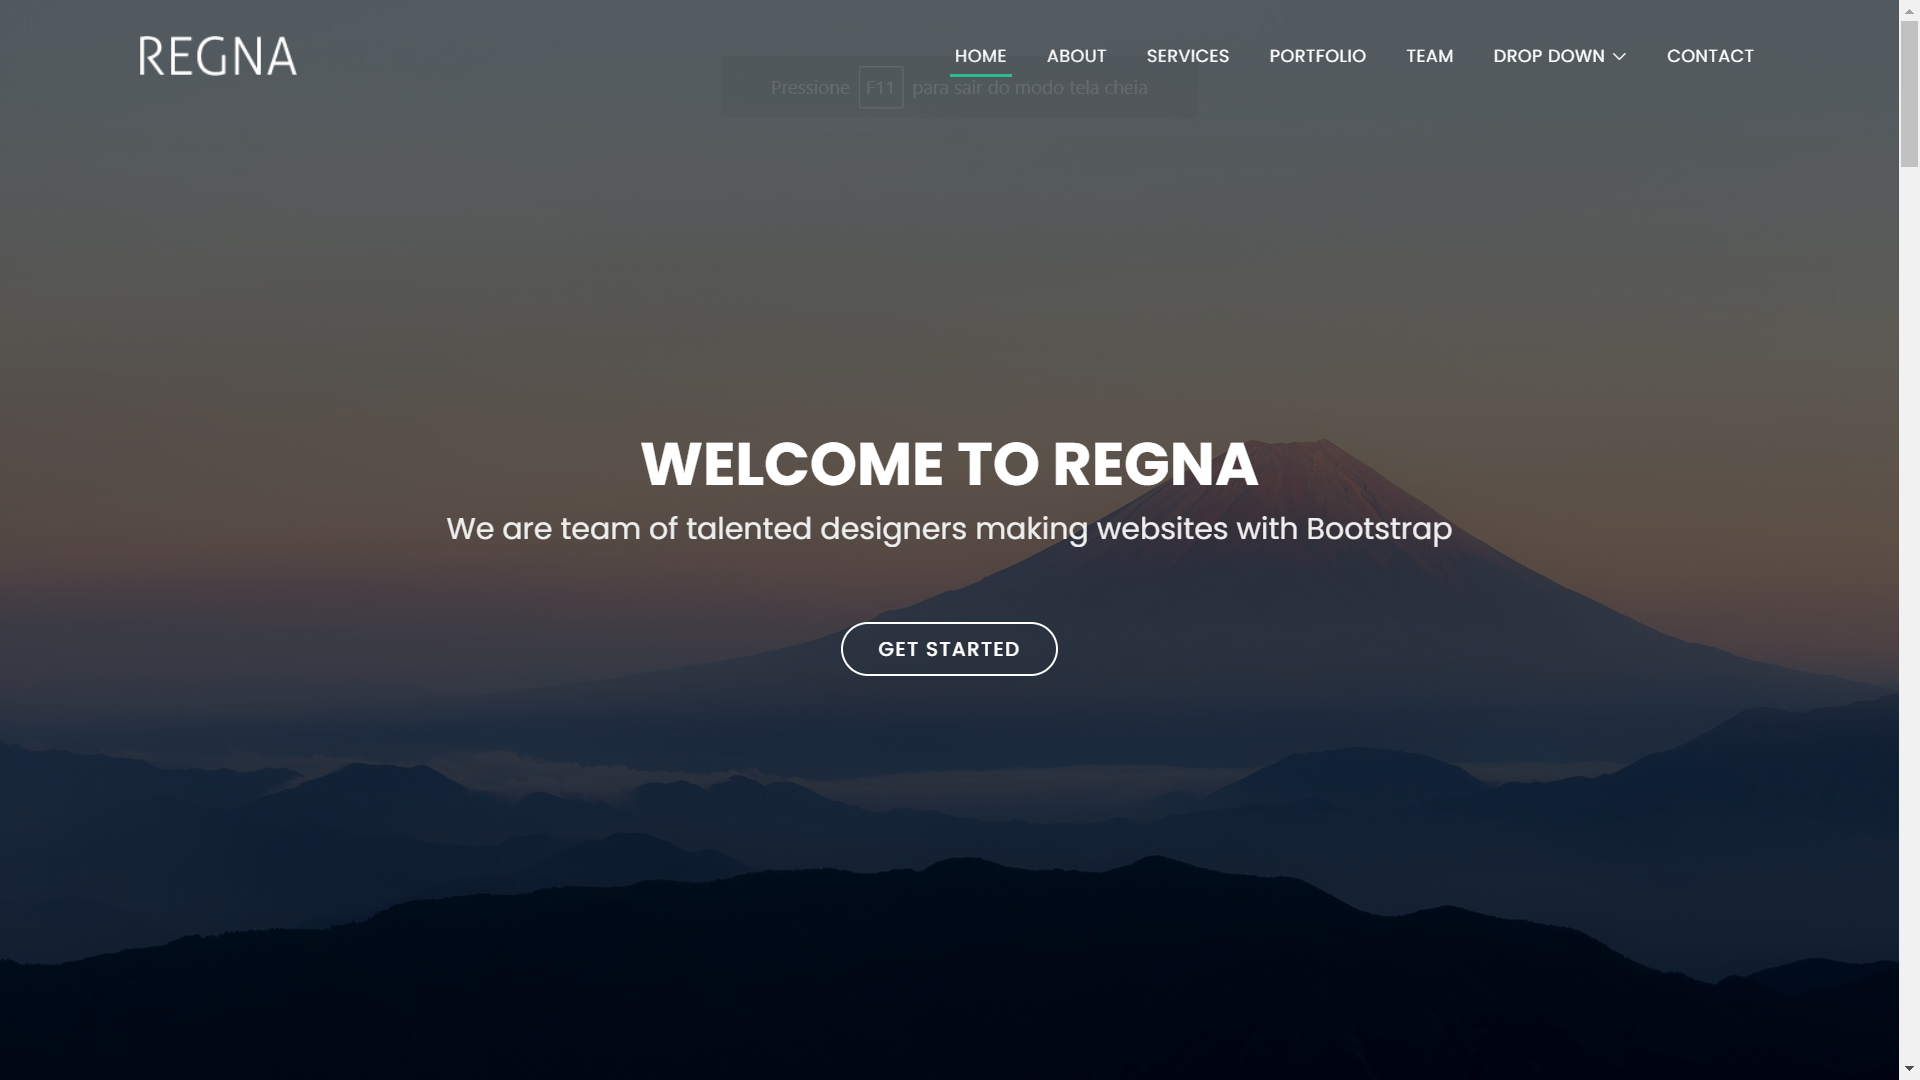 REGNA
HOME ABOUT SERVICES PORTFOLIO TEAM DROP DOWN CONTACT
Pressione F11 para sair do modo tela cheia
WELCOME TO REGNA
We are team of talented designers making websites with Bootstrap
GET STARTED